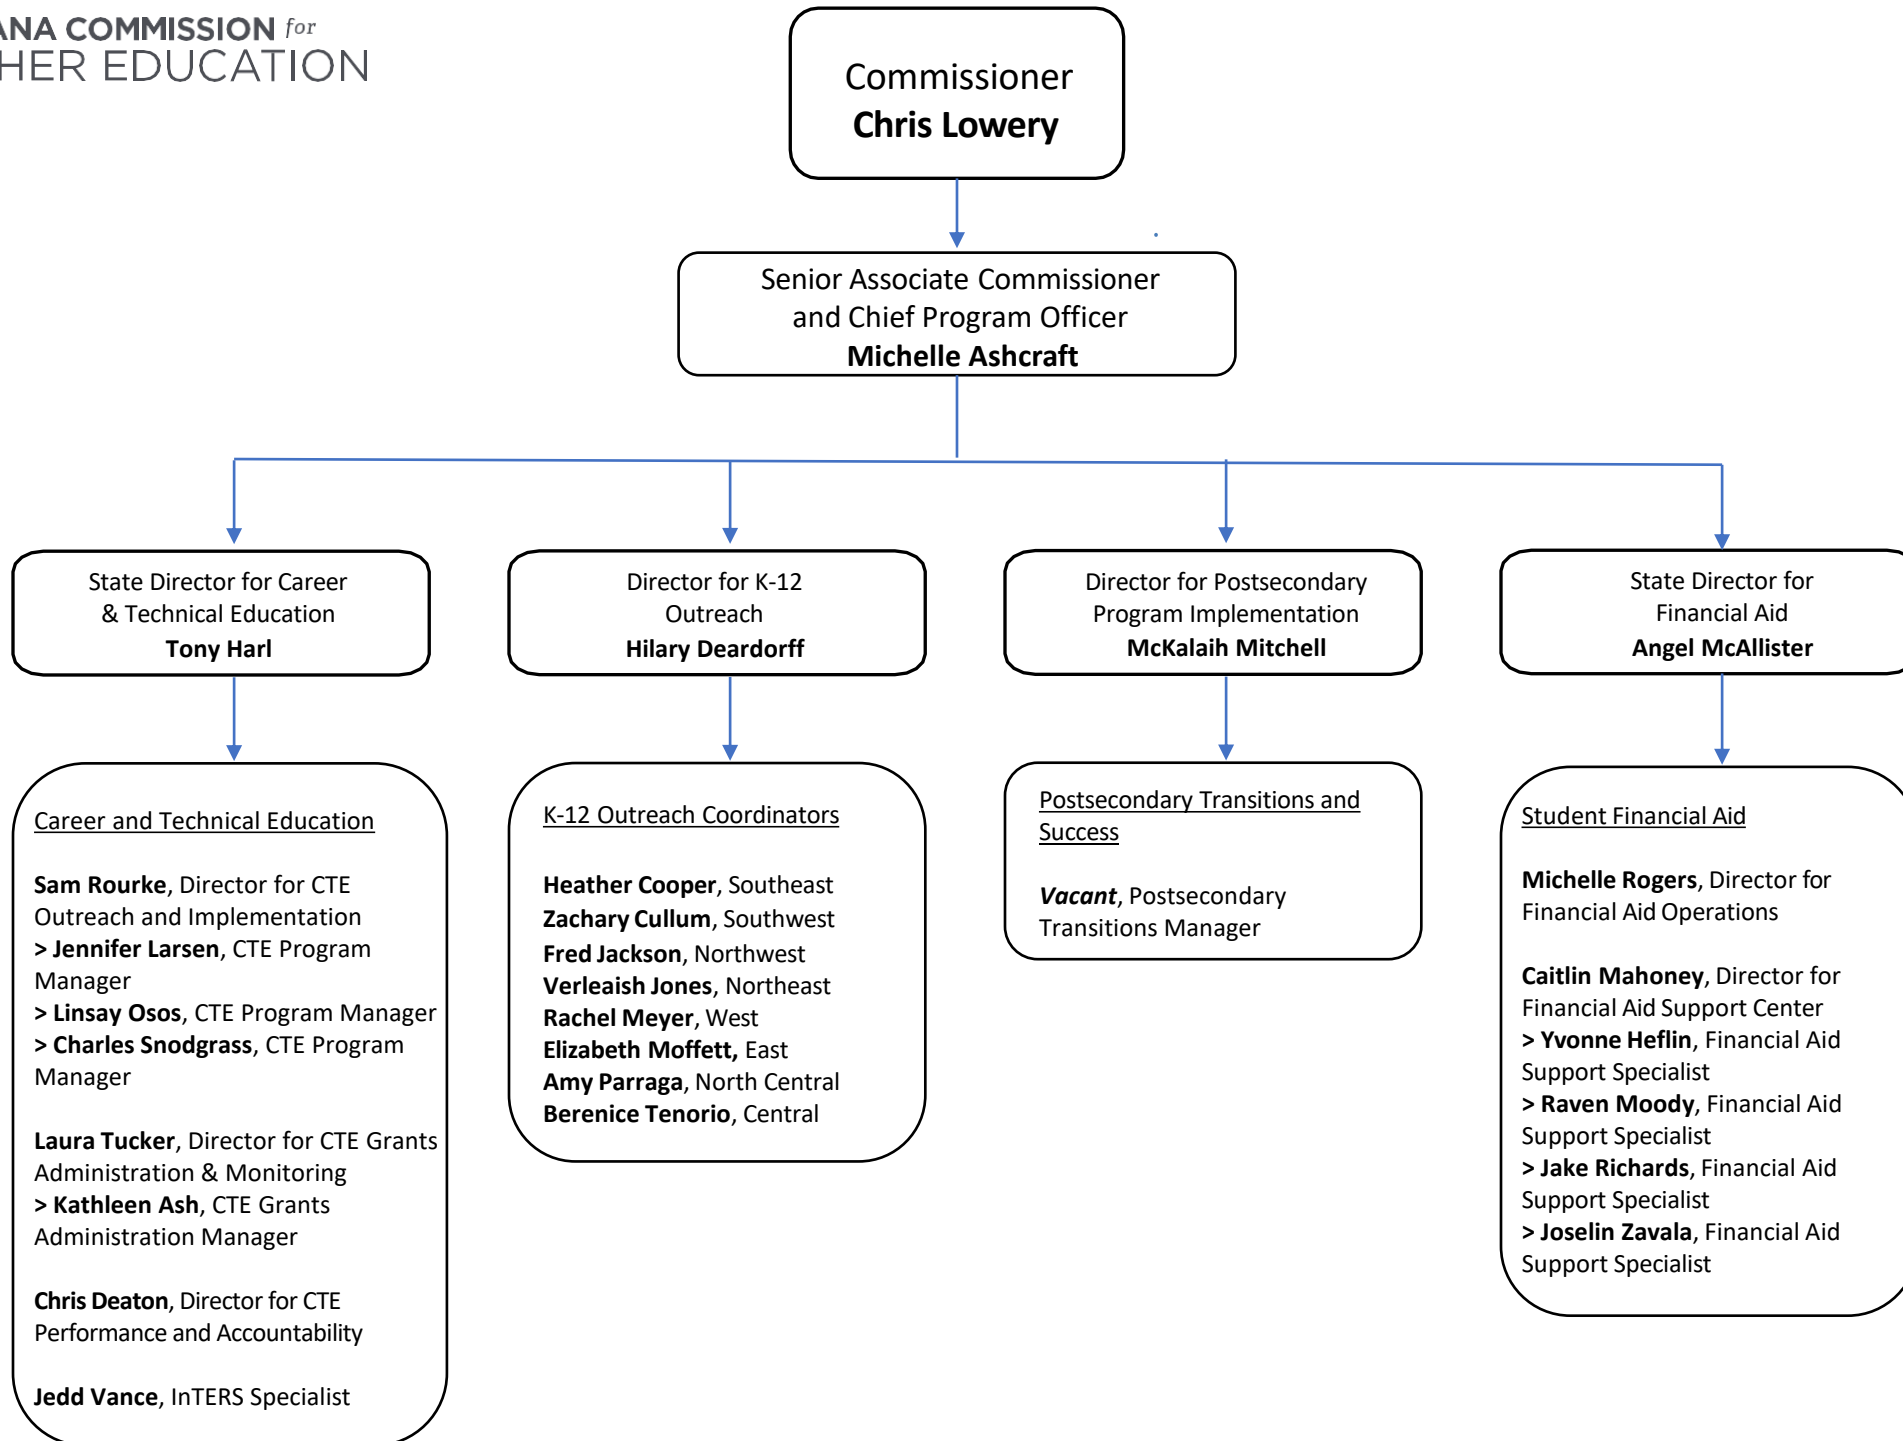 ANA COMMISSION for
HER EDUCATION
Commissioner
Chris Lowery
Senior Associate Commissioner
and Chief Program Officer
Michelle Ashcraft
State Director for Career
& Technical Education
Tony Harl
Director for K-12
Outreach
Hilary Deardorff
Director for Postsecondary
Program Implementation
McKalaih Mitchell
State Director for
Financial Aid
Angel McAllister
Career and Technical Education
Sam Rourke, Director for CTE
Outreach and Implementation
> Jennifer Larsen, CTE Program
Manager
> Linsay Osos, CTE Program Manager
> Charles Snodgrass, CTE Program
Manager
Laura Tucker, Director for CTE Grants
Administration & Monitoring
> Kathleen Ash, CTE Grants
Administration Manager
Chris Deaton, Director for CTE
Performance and Accountability
Jedd Vance, InTERS Specialist
K-12 Outreach Coordinators
Heather Cooper, Southeast
Zachary Cullum, Southwest
Fred Jackson, Northwest
Verleaish Jones, Northeast
Rachel Meyer, West
Elizabeth Moffett, East
Amy Parraga, North Central
Berenice Tenorio, Central
Postsecondary Transitions and
Success
Vacant, Postsecondary
Transitions Manager
Student Financial Aid
Michelle Rogers, Director for
Financial Aid Operations
Caitlin Mahoney, Director for
Financial Aid Support Center
> Yvonne Heflin, Financial Aid
Support Specialist
> Raven Moody, Financial Aid
Support Specialist
> Jake Richards, Financial Aid
Support Specialist
> Joselin Zavala, Financial Aid
Support Specialist